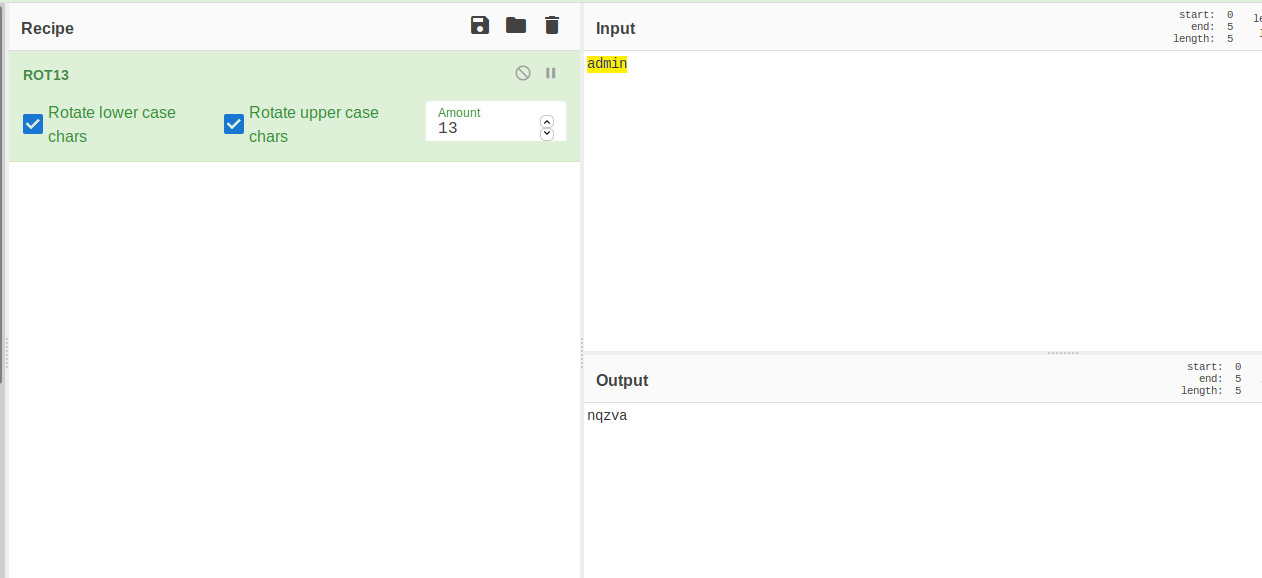 Recipe
ROT13
Rotate lower case chars
Rotate upper case chars
Amount
13
Input
start: 0
end: 5
length: 5
admin
Output
start: 0
end: 5
length: 5
nqzva